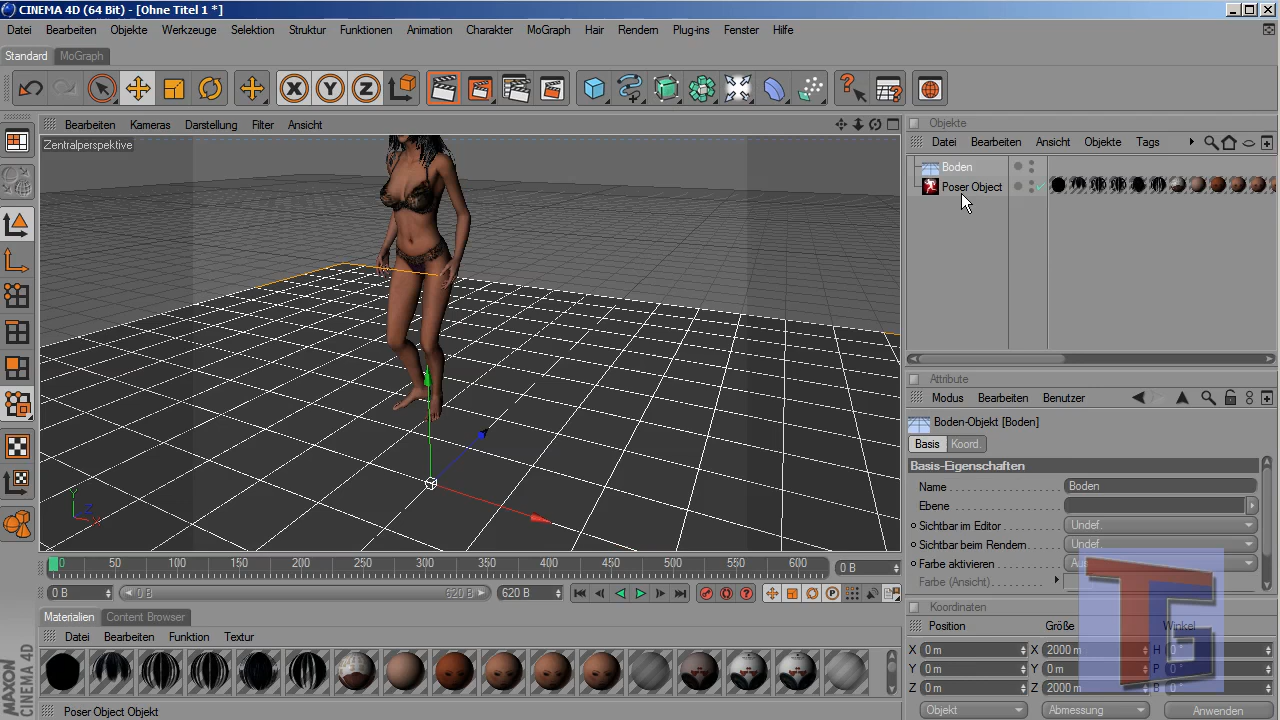 CINEMA 4D (64 Bit) - [Ohne Titel 1 *]
Datei Bearbeiten Objekte Werkzeuge Selektion Struktur Funktionen Animation Charakter MoGraph Hair Rendern Plug-ins Fenster Hilfe
Standard MoGraph
X Y Z
Bearbeiten Kameras Darstellung Filter Ansicht
Zentralperspektive
Y
Z
X
0 50 100 150 200 250 300 350 400 450 500 550 600
0 B
0 B 0 B 620 B 620 B
Materialien Content Browser
Datei Bearbeiten Funktion Textur
Poser Object Objekt
MAXON
CINEMA 4D
Objekte
Datei Bearbeiten Ansicht Objekte Tags
Boden
Poser Object
Attribute
Modus Bearbeiten Benutzer
Boden-Objekt [Boden]
Basis Koord.
Basis-Eigenschaften
Name Boden
Ebene
Sichtbar im Editor Undef.
Sichtbar beim Rendern Undef.
Farbe aktivieren Aus
Farbe (Ansicht)
Koordinaten
Position Größe Winkel
X 0 m X 2000 m H 0 °
Y 0 m Y 0 m P 0 °
Z 0 m Z 2000 m B 0 °
Objekt Abmessung Anwenden
TG